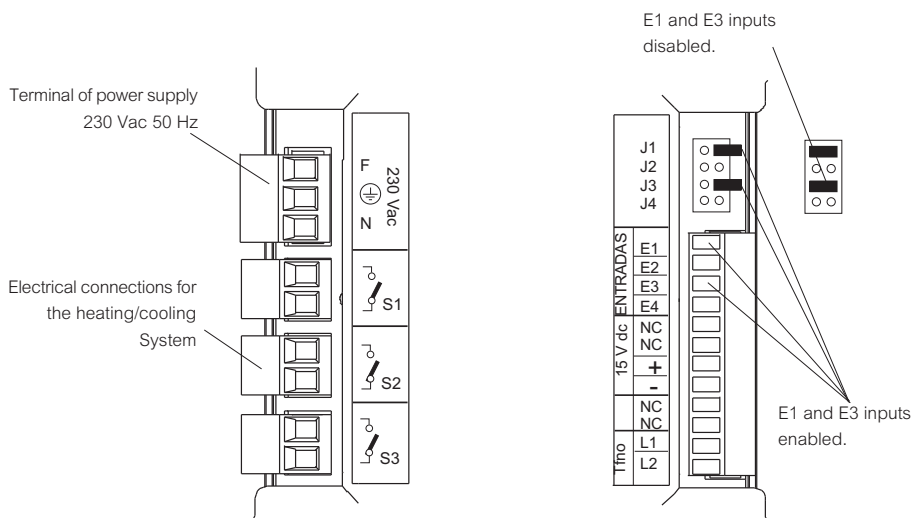 E1 and E3 inputs
disabled.
Terminal of power supply
230 Vac 50 Hz
F
N
230 Vac
Electrical connections for
the heating/cooling
System
S1
S2
S3
J1
J2
J3
J4
ENTRADAS
E1
E2
E3
E4
15 V dc
NC
NC
+
-
NC
NC
Tfno
L1
L2
E1 and E3 inputs
enabled.